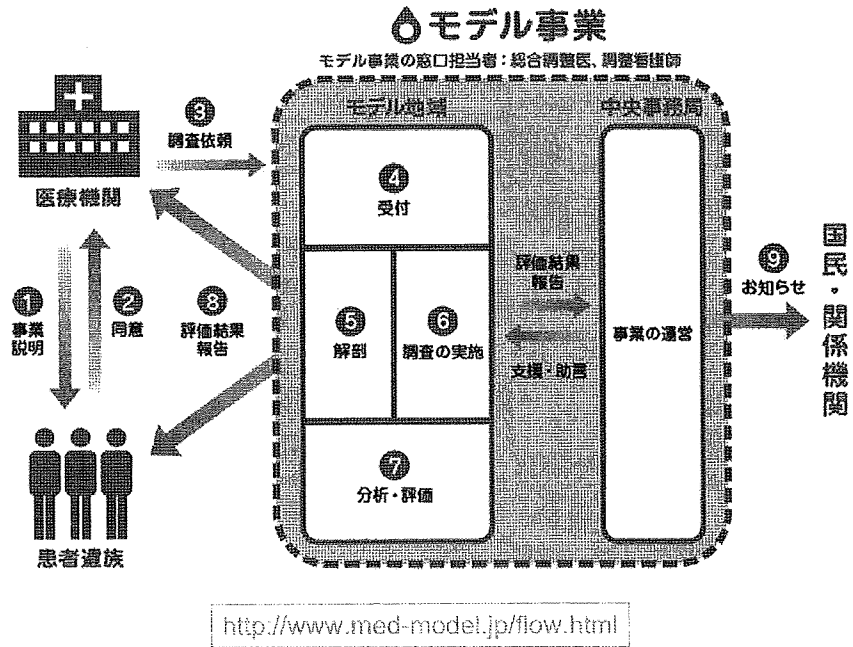 モデル事業
モデル事業の窓口担当者：総合調整医、調整看護師
モデル地域
中央事務局
③
調査依頼
医療機関
④
受付
①
事業
説明
②
同意
⑧
評価結果
報告
⑤
解剖
⑥
調査の実施
評価結果
報告
支援・助言
事業の運営
⑨
お知らせ
国民・関係機関
⑦
分析・評価
患者遺族
http://www.med-model.jp/flow.html